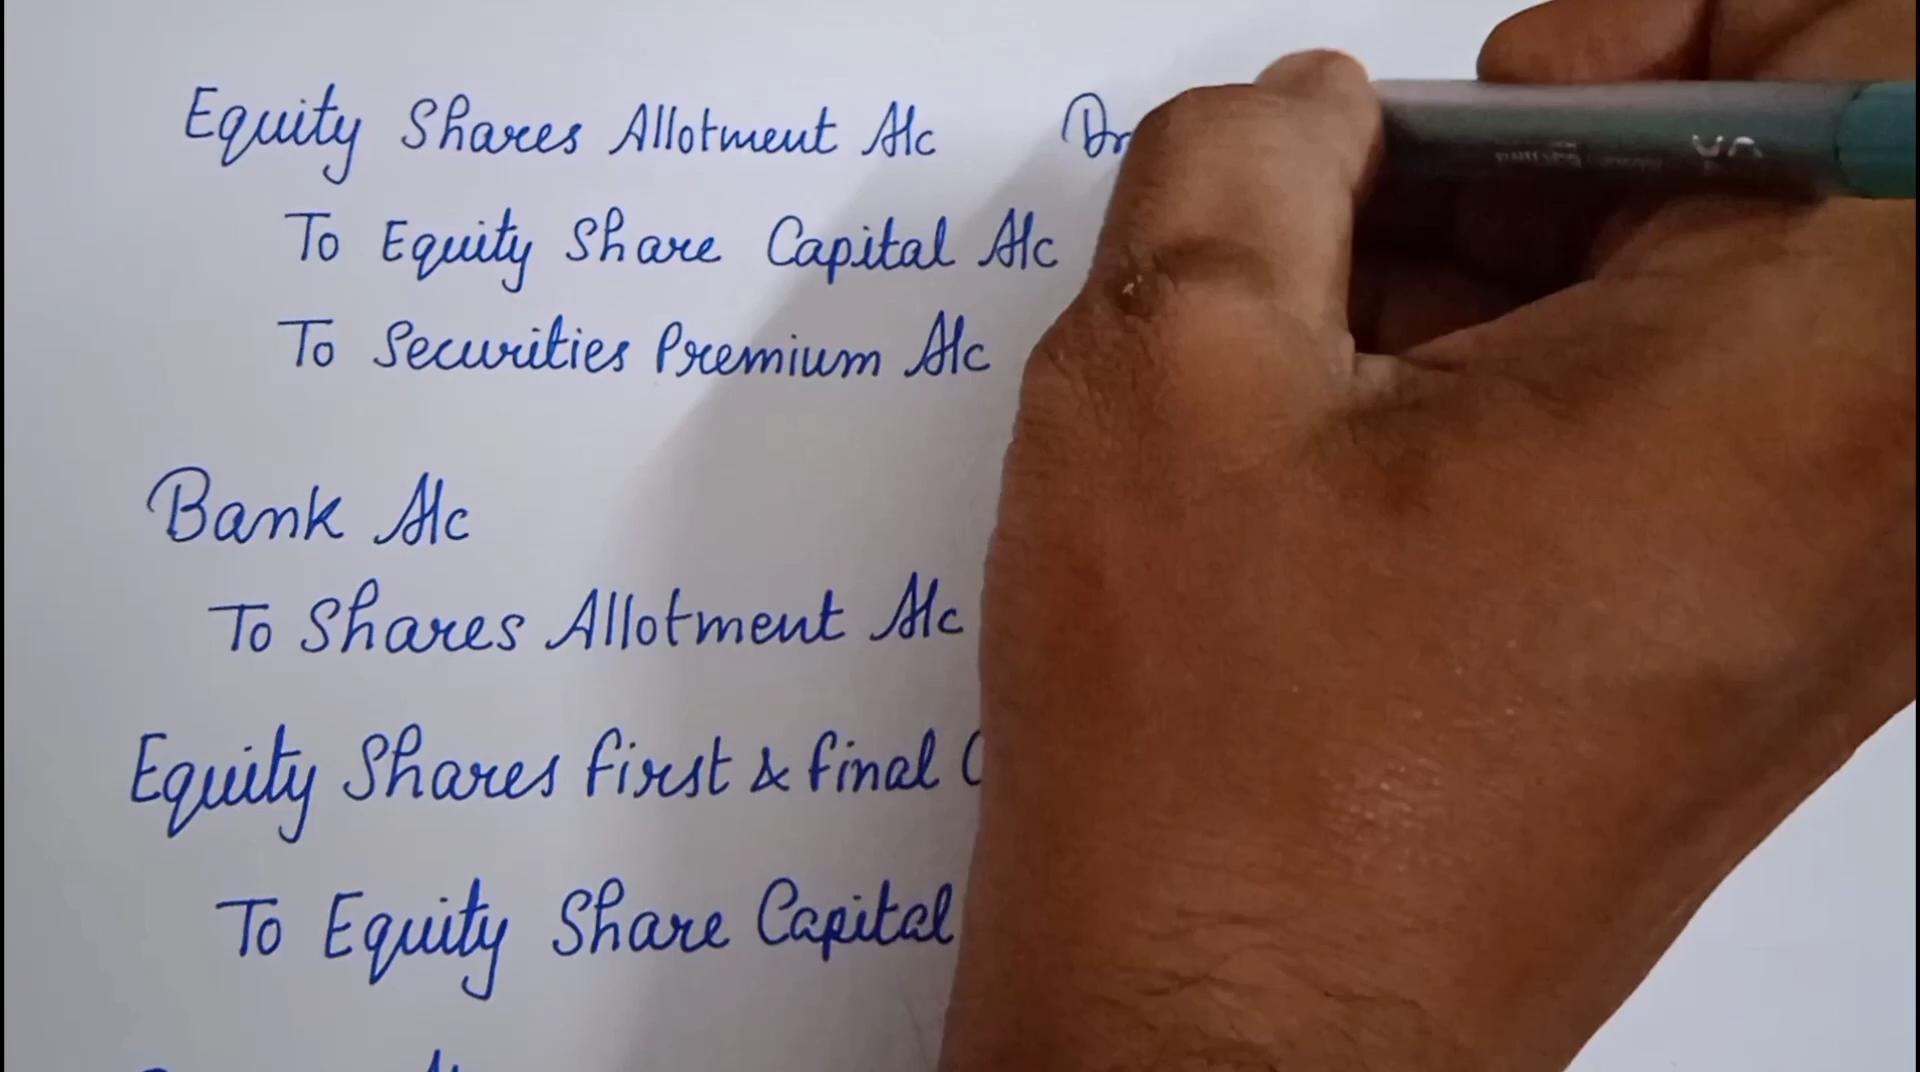 Equity Shares Allotment A/c Dr
To Equity Share Capital A/c
To Securities Premium A/c
Bank A/c
To Shares Allotment A/c
Equity Shares First & Final
To Equity Share Capital